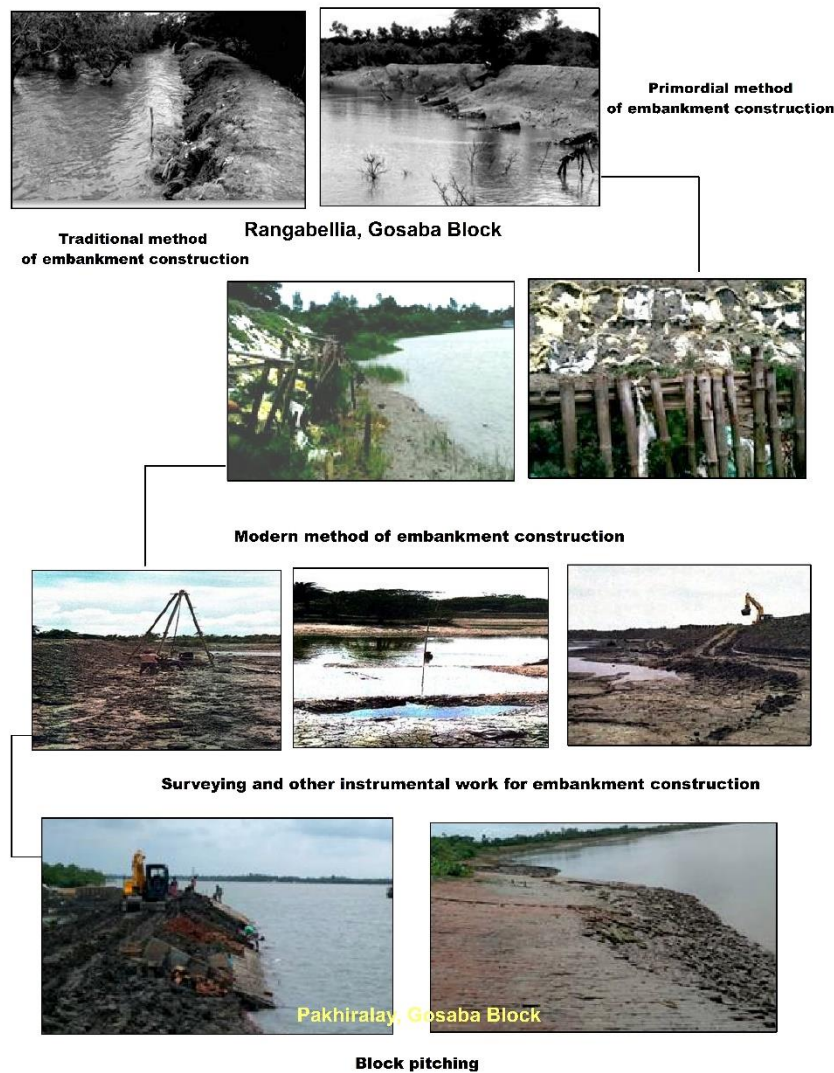 Primordial method
of embankment construction
Traditional method
of embankment construction
Rangabellia, Gosaba Block
Modern method of embankment construction
Surveying and other instrumental work for embankment construction
Pakhiralay, Gosaba Block
Block pitching